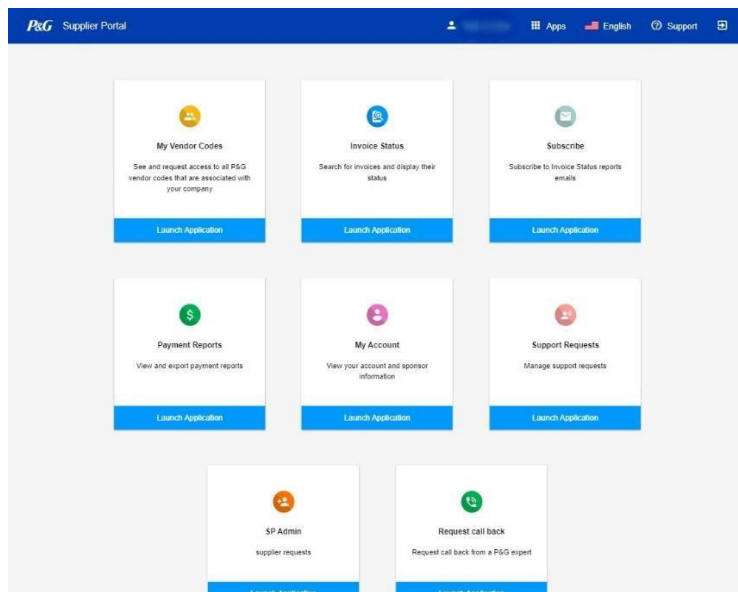 P&G Supplier Portal Apps English Support
My Vendor Codes
See and request access to all P&G
vendor codes that are associated with
your company
Launch Application
Invoice Status
Search for invoices and display their
status
Launch Application
Subscribe
Subscribe to Invoice Status reports
emails
Launch Application
Payment Reports
View and export payment reports
Launch Application
My Account
View your account and sponsor
information
Launch Application
Support Requests
Manage support requests
Launch Application
SP Admin
supplier requests
Launch Application
Request call back
Request call back from a P&G expert
Launch Application